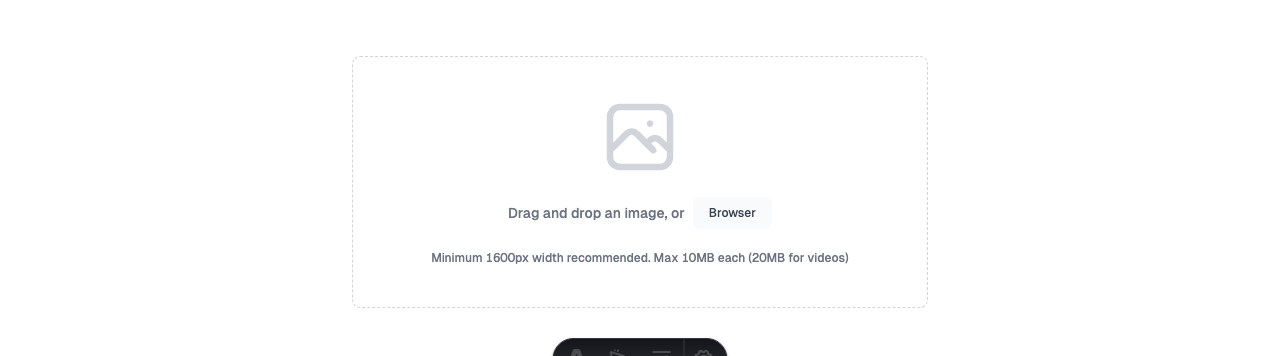 Drag and drop an image, or Browser
Minimum 1600px width recommended. Max 10MB each (20MB for videos)